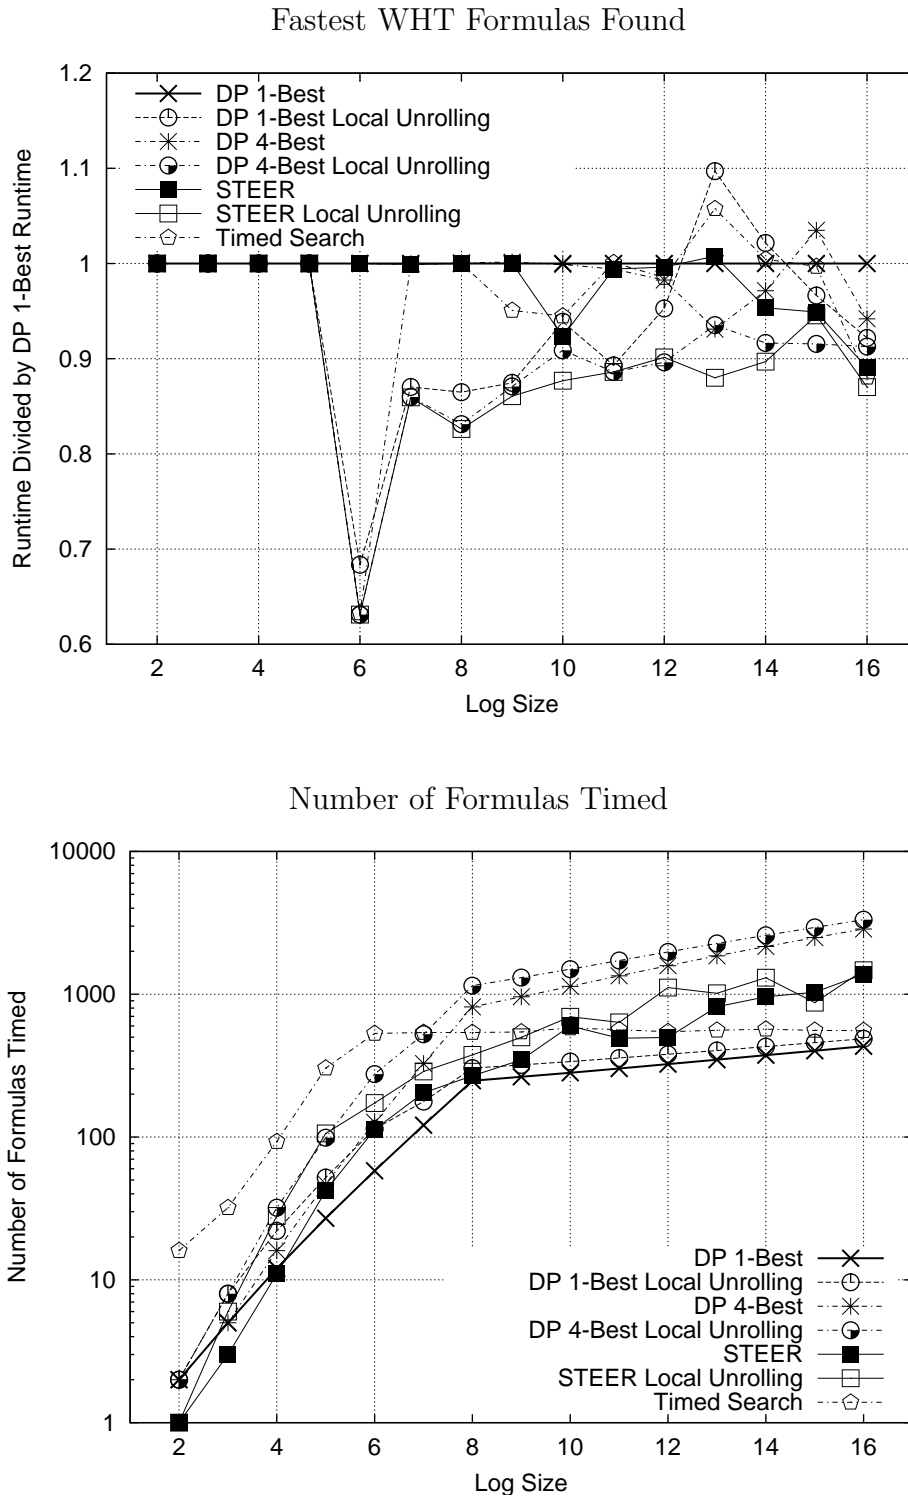 Fastest WHT Formulas Found
1.2
1.1
1
0.9
0.8
0.7
0.6
Runtime Divided by DP 1-Best Runtime
DP 1-Best
DP 1-Best Local Unrolling
DP 4-Best
DP 4-Best Local Unrolling
STEER
STEER Local Unrolling
Timed Search
2 4 6 8 10 12 14 16
Log Size
Number of Formulas Timed
10000
1000
100
10
1
Number of Formulas Timed
DP 1-Best
DP 1-Best Local Unrolling
DP 4-Best
DP 4-Best Local Unrolling
STEER
STEER Local Unrolling
Timed Search
2 4 6 8 10 12 14 16
Log Size